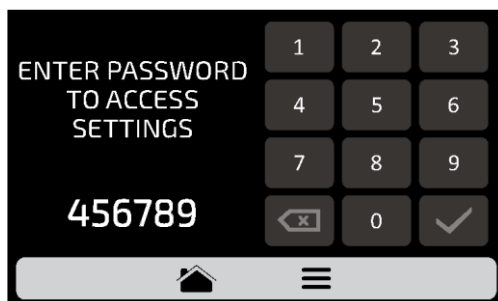 ENTER PASSWORD
TO ACCESS
SETTINGS
456789
1 2 3
4 5 6
7 8 9
0